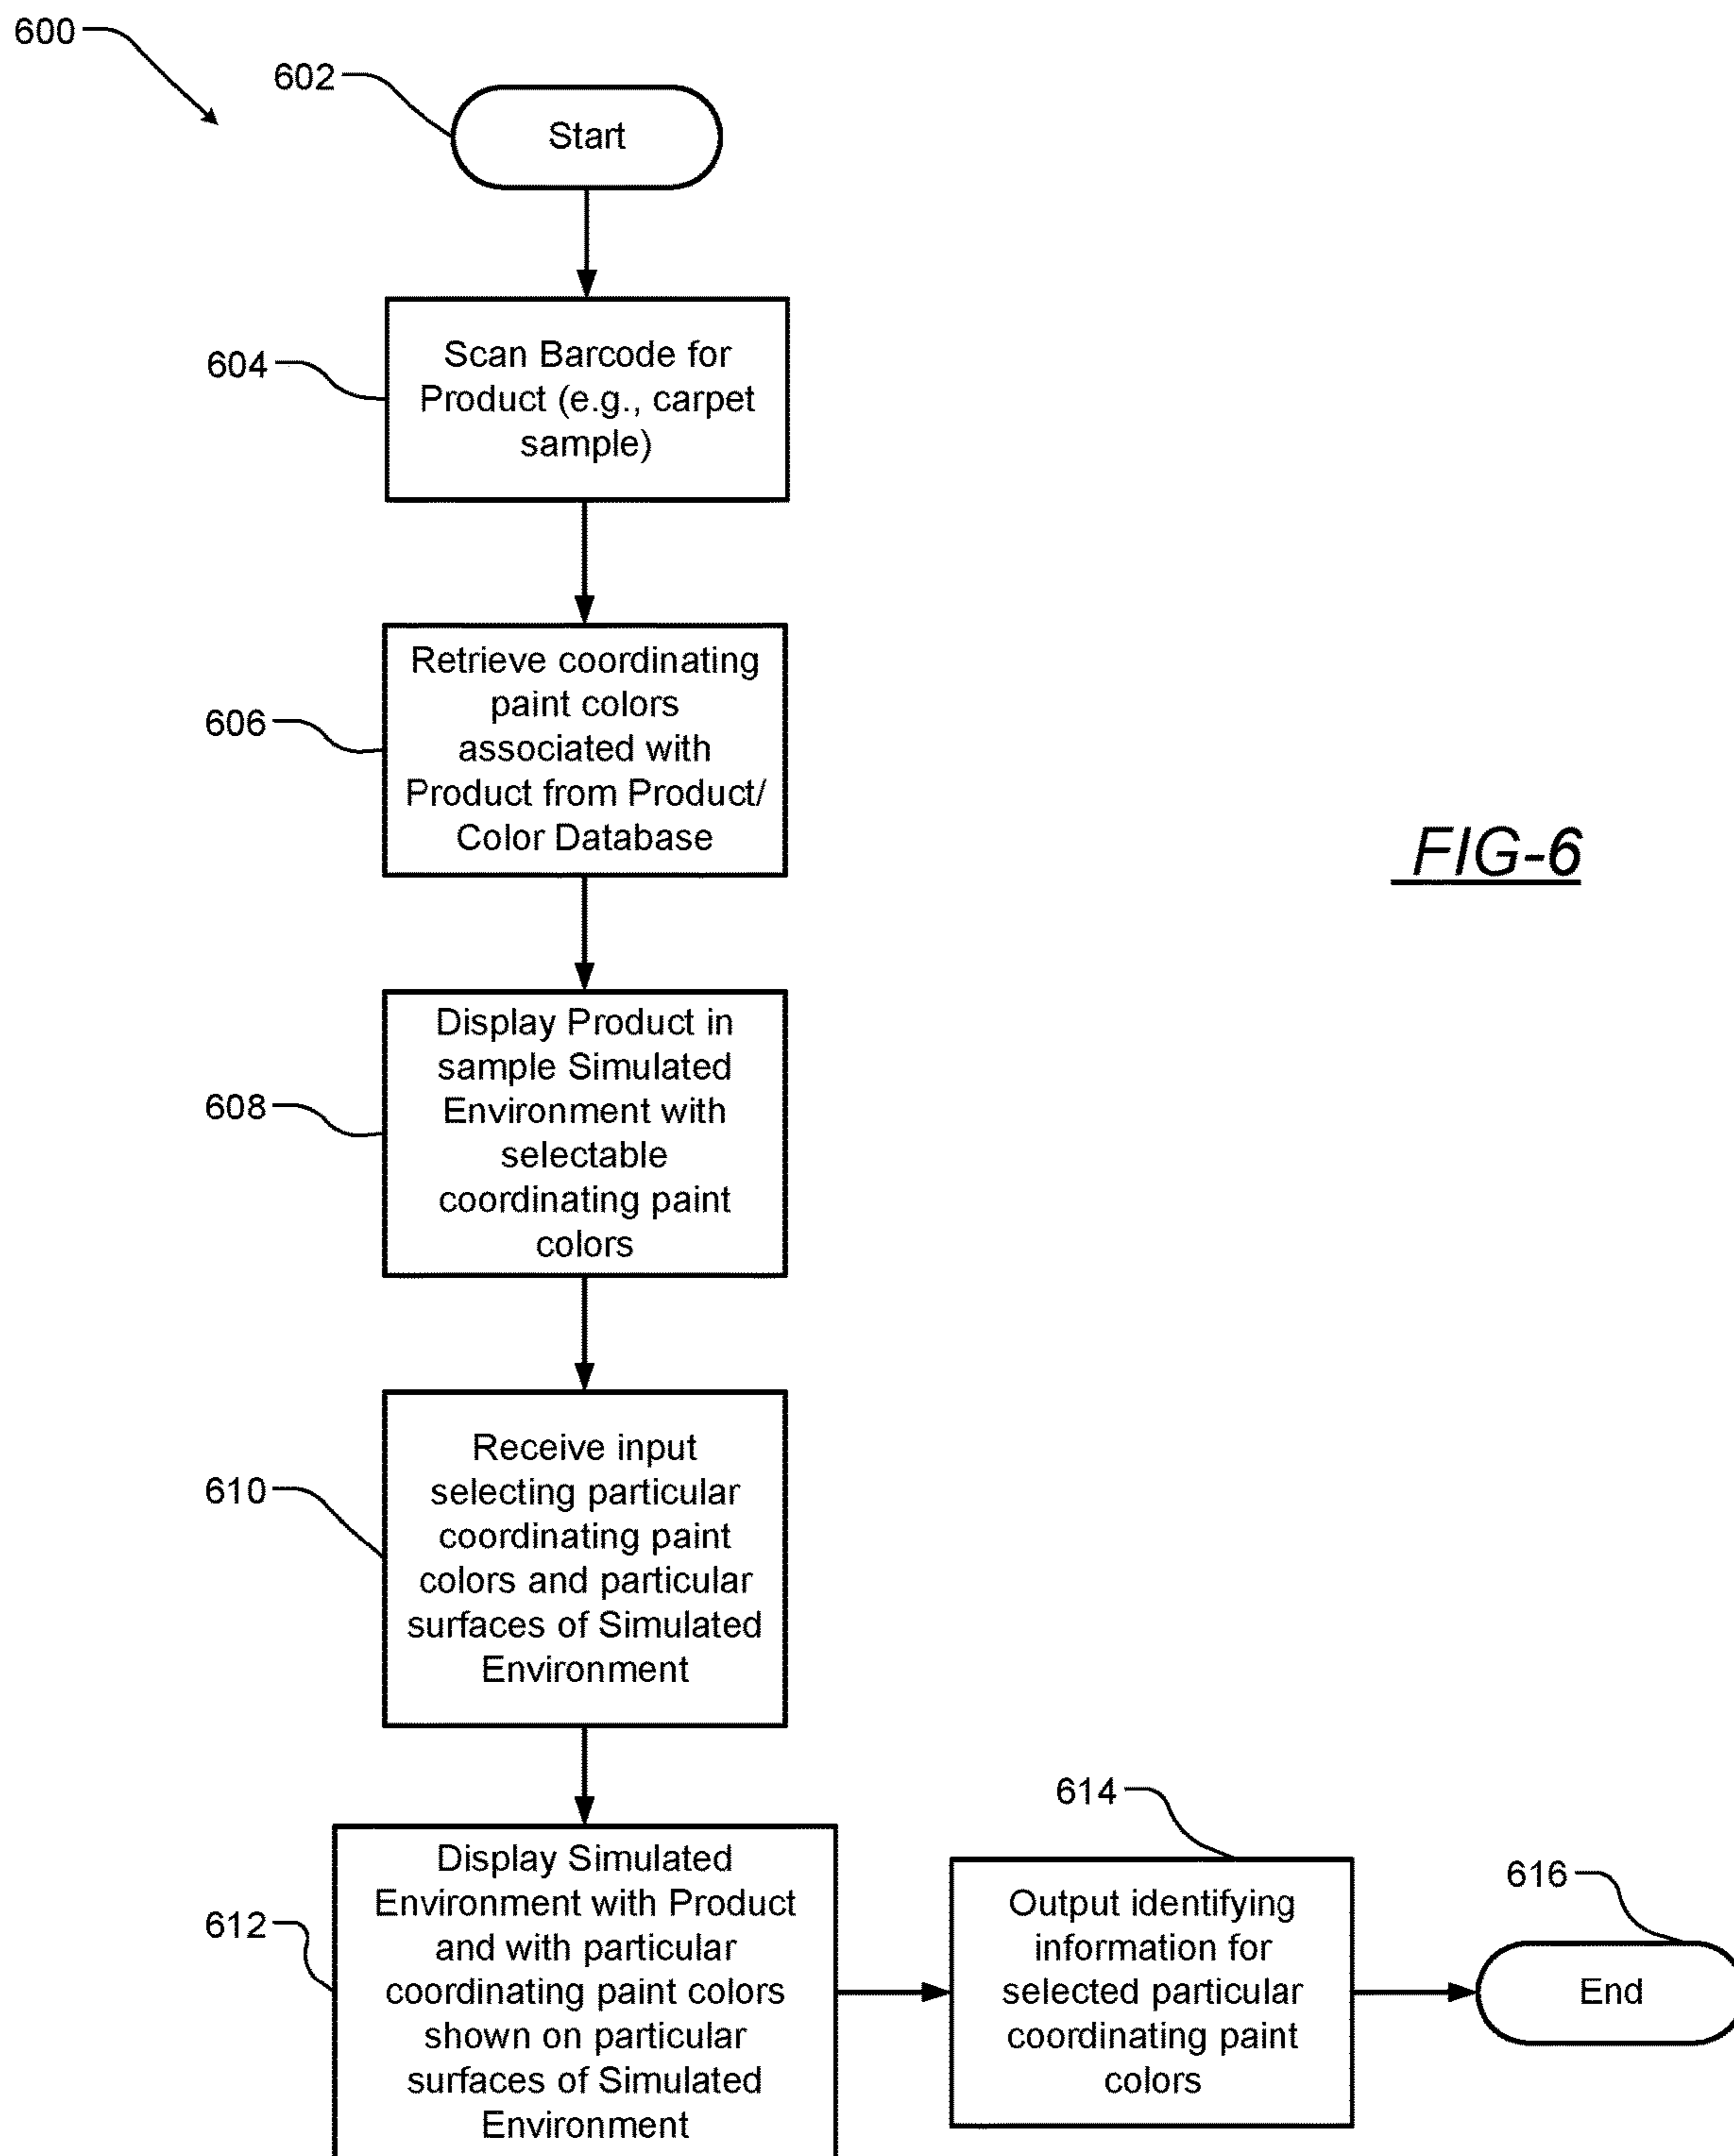 600
602
Start
604
Scan Barcode for
Product (e.g., carpet
sample)
606
Retrieve coordinating
paint colors
associated with
Product from Product/
Color Database
FIG-6
608
Display Product in
sample Simulated
Environment with
selectable
coordinating paint
colors
610
Receive input
selecting particular
coordinating paint
colors and particular
surfaces of Simulated
Environment
612
Display Simulated
Environment with Product
and with particular
coordinating paint colors
shown on particular
surfaces of Simulated
Environment
614
Output identifying
information for
selected particular
coordinating paint
colors
616
End